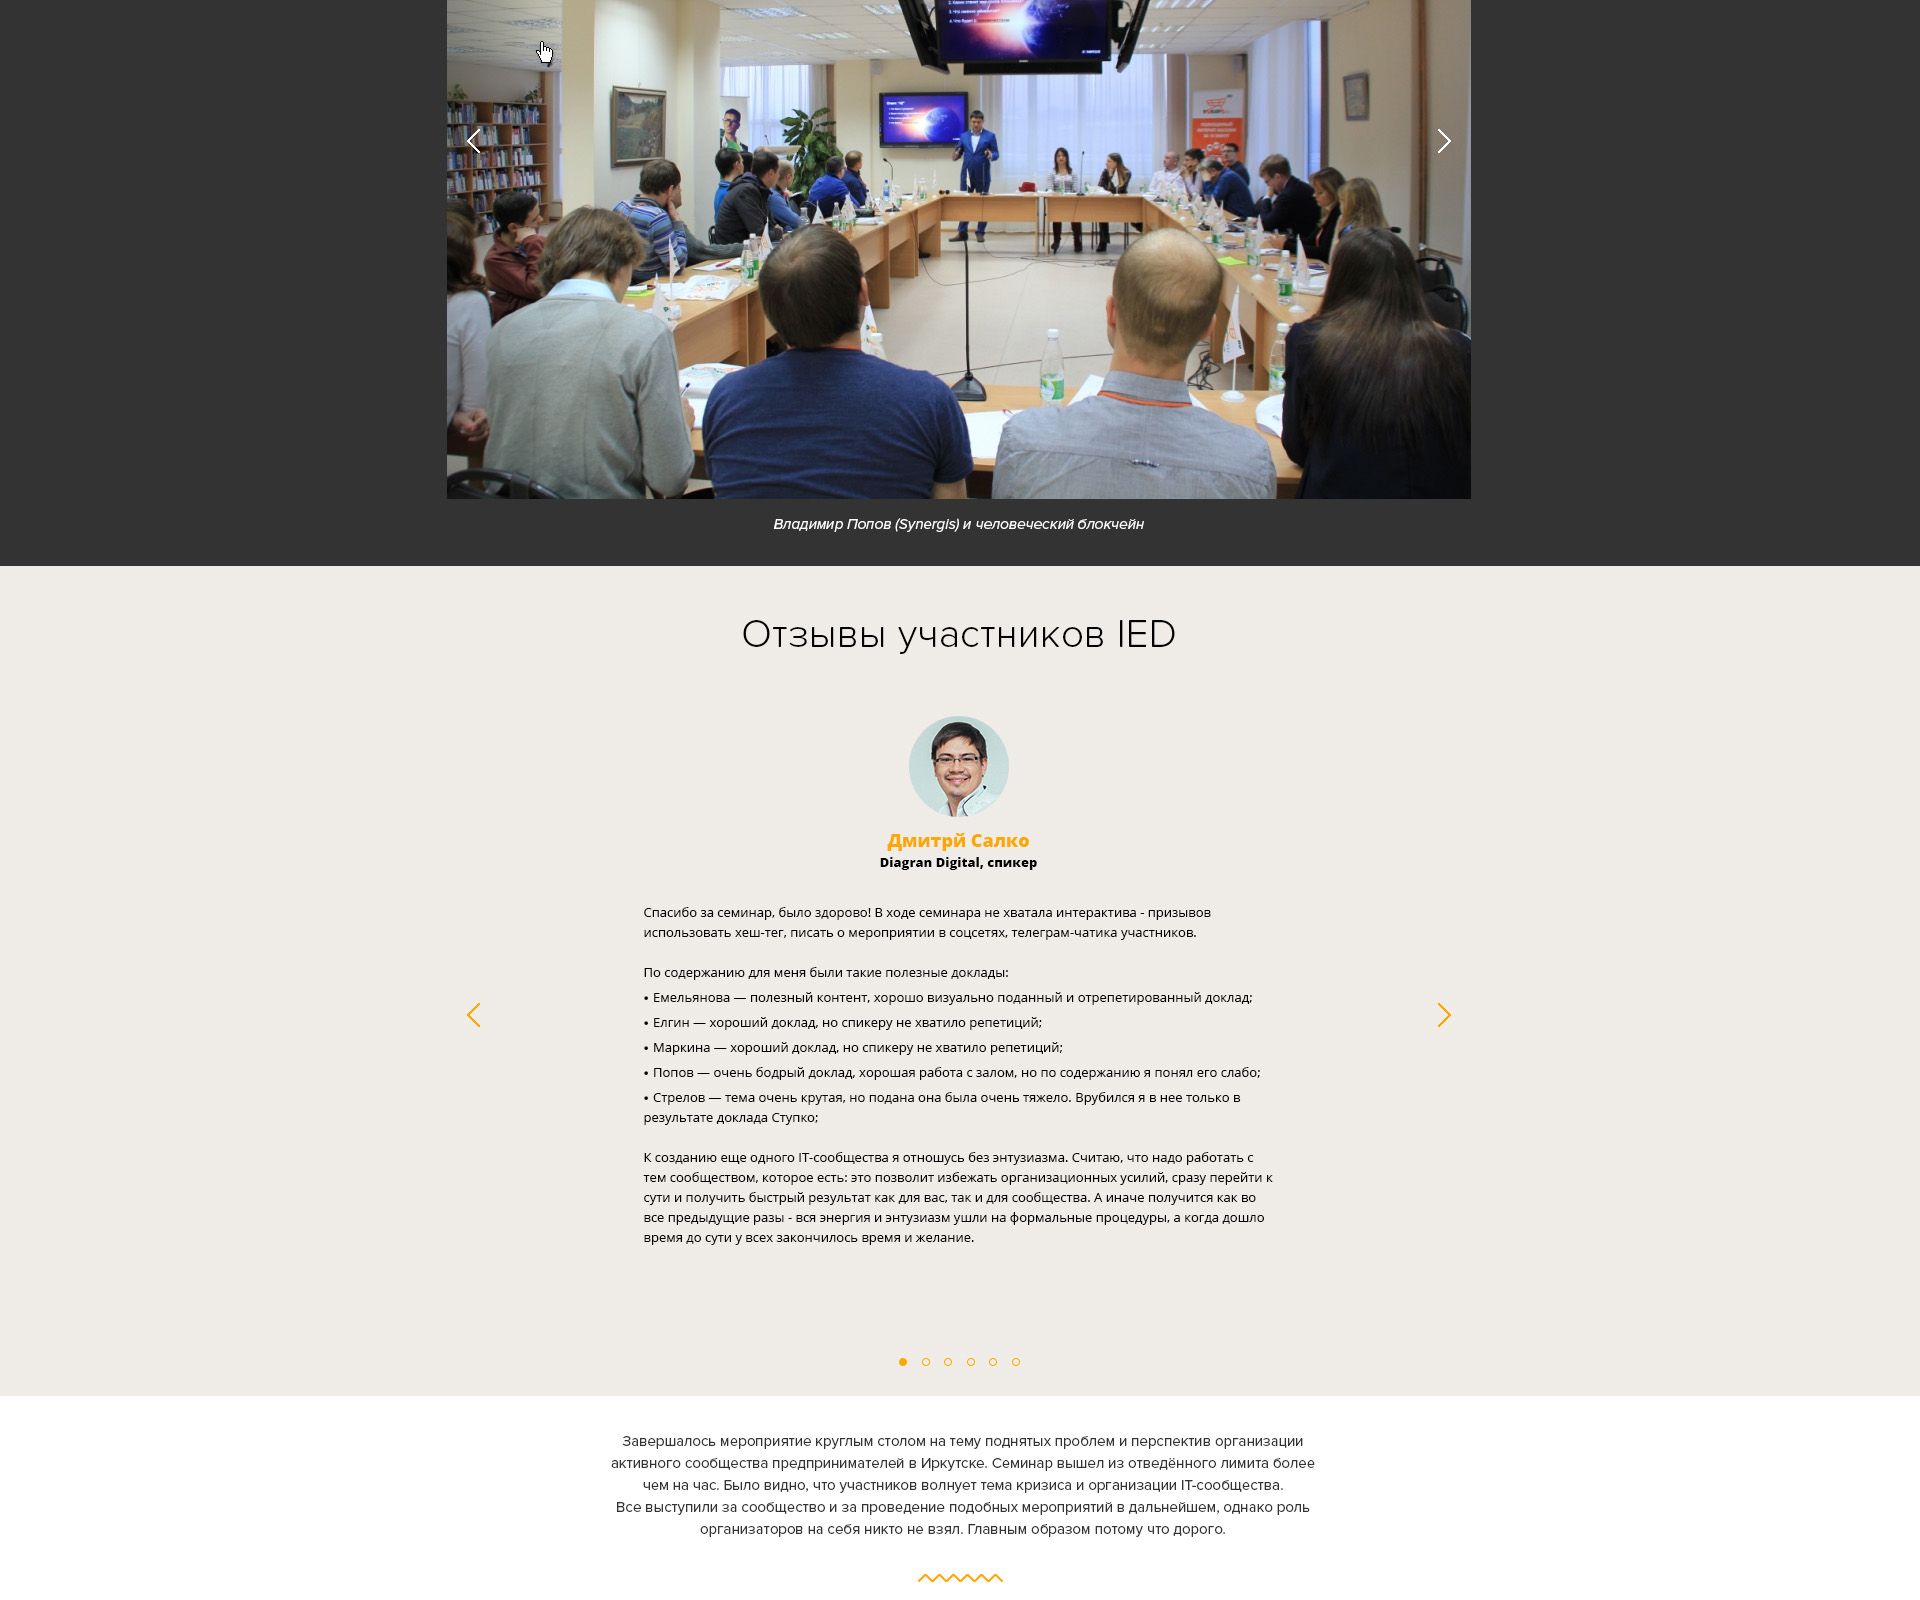 Владимир Попов (Synergis) и человеческий блокчейн
Отзывы участников IED
Дмитрй Салко
Diagran Digital, спикер
Спасибо за семинар, было здорово! В ходе семинара не хватала интерактива - призывов
использовать хеш-тег, писать о мероприятии в соцсетях, телеграм-чатика участников.
По содержанию для меня были такие полезные доклады:
• Емельянова — полезный контент, хорошо визуально поданный и отрепетированный доклад;
• Елгин — хороший доклад, но спикеру не хватило репетиций;
• Маркина — хороший доклад, но спикеру не хватило репетиций;
• Попов — очень бодрый доклад, хорошая работа с залом, но по содержанию я понял его слабо;
• Стрелов — тема очень крутая, но подана она была очень тяжело. Врубился я в нее только в
результате доклада Ступко;
К созданию еще одного IT-сообщества я отношусь без энтузиазма. Считаю, что надо работать с
тем сообществом, которое есть: это позволит избежать организационных усилий, сразу перейти к
сути и получить быстрый результат как для вас, так и для сообщества. А иначе получится как во
все предыдущие разы - вся энергия и энтузиазм ушли на формальные процедуры, а когда дошло
время до сути у всех закончилось время и желание.
Завершалось мероприятие круглым столом на тему поднятых проблем и перспектив организации
активного сообщества предпринимателей в Иркутске. Семинар вышел из отведённого лимита более
чем на час. Было видно, что участников волнует тема кризиса и организации IT-сообщества.
Все выступили за сообщество и за проведение подобных мероприятий в дальнейшем, однако роль
организаторов на себя никто не взял. Главным образом потому что дорого.